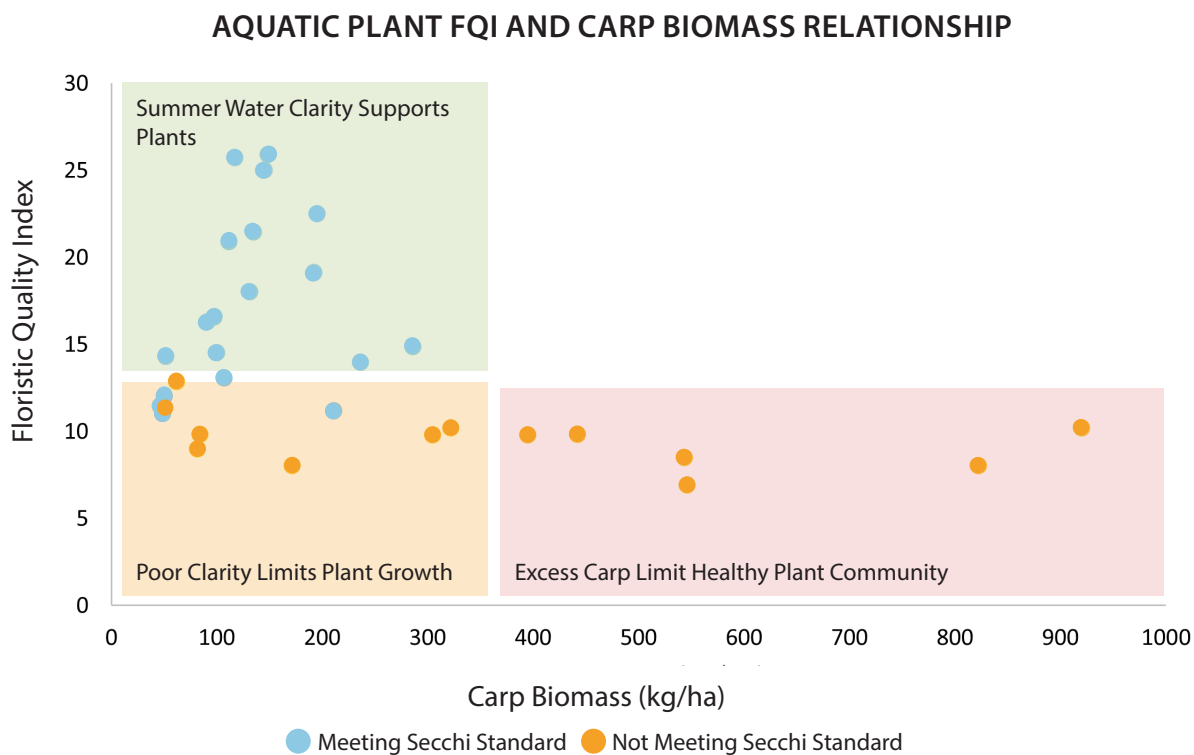 AQUATIC PLANT FQI AND CARP BIOMASS RELATIONSHIP
Floristic Quality Index
30
25
20
15
10
5
0
Summer Water Clarity Supports
Plants
Poor Clarity Limits Plant Growth
Excess Carp Limit Healthy Plant Community
0 100 200 300 400 500 600 700 800 900 1000
Carp Biomass (kg/ha)
Meeting Secchi Standard Not Meeting Secchi Standard